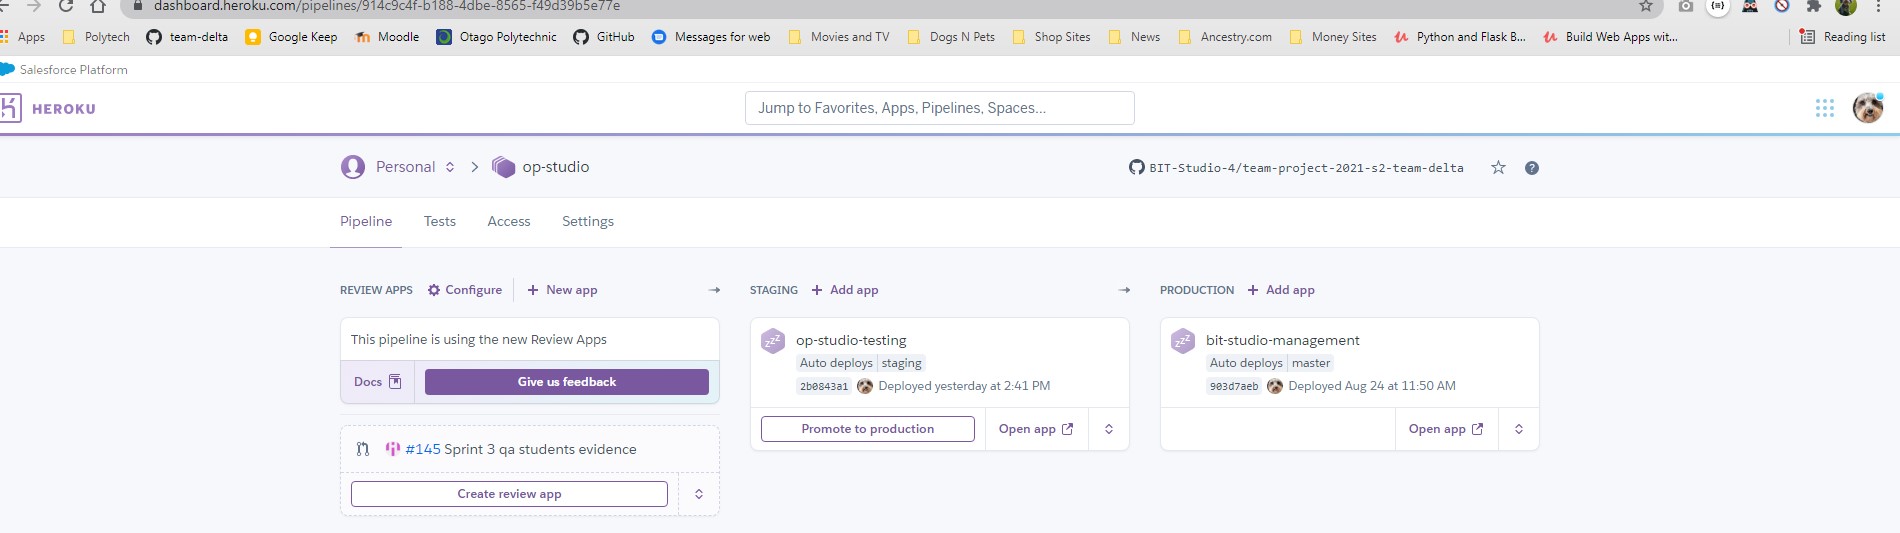 dashboard.heroku.com/pipelines/914c9c4f-b188-4dbe-8565-f49d39b5e77e
Apps Polytech team-delta Google Keep Moodle Otago Polytechnic GitHub Messages for web Movies and TV Dogs N Pets Shop Sites News Ancestry.com Money Sites Python and Flask B... Build Web Apps wit... Reading list
Salesforce Platform
HEROKU
Jump to Favorites, Apps, Pipelines, Spaces...
Personal op-studio BIT-Studio-4/team-project-2021-s2-team-delta
Pipeline Tests Access Settings
REVIEW APPS Configure + New app
This pipeline is using the new Review Apps
Docs Give us feedback
#145 Sprint 3 qa students evidence
Create review app
STAGING + Add app
zzz op-studio-testing
Auto deploys staging
2b0843a1 Deployed yesterday at 2:41 PM
Promote to production Open app
PRODUCTION + Add app
zzz bit-studio-management
Auto deploys master
903d7aeb Deployed Aug 24 at 11:50 AM
Open app